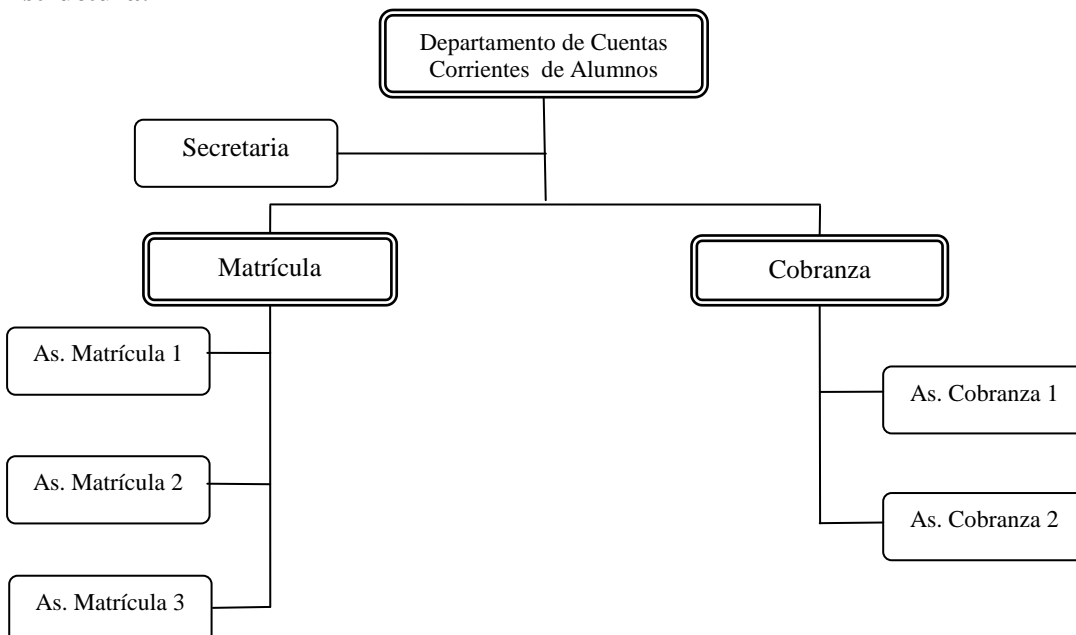 Departamento de Cuentas
Corrientes de Alumnos
Secretaria
Matrícula
Cobranza
As. Matrícula 1
As. Cobranza 1
As. Matrícula 2
As. Cobranza 2
As. Matrícula 3